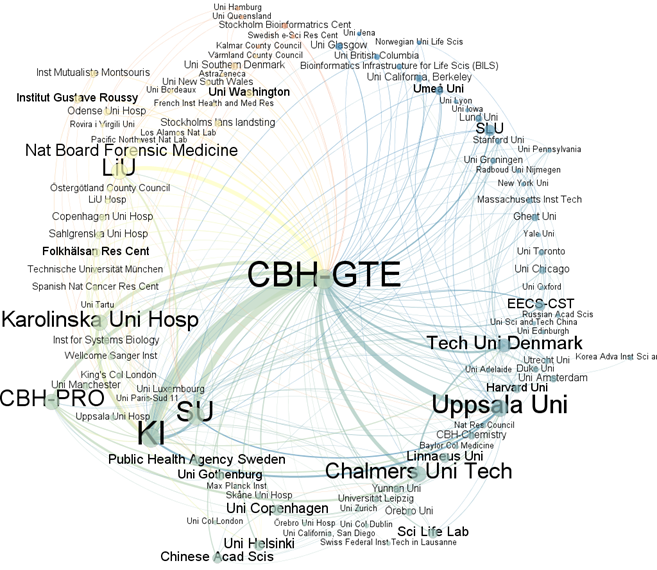 Uni Hamburg
Uni Queensland
Stockholm Bioinformatics Cent
Uni Jena
Swedish e-Sci Res Cent
Norwegian Uni Life Scis
Kalmar County Council
Uni Glasgow
Värmland County Council
Uni British Columbia
Uni Southern Denmark
Bioinformatics Infrastructure for Life Science (BILS)
Inst Mutualiste Montsouris
AstraZeneca
Uni California, Berkeley
Uni New South Wales
Uni Bordeaux
Uni Washington
Umeå Uni
Institut Gustave Roussy
French Inst Health and Med Res
Uni Lyon
Uni Iowa
Odense Uni Hosp
Lund Uni
Rovira i Virgili Uni
Stockholms läns landsting
SLU
Los Alamos Nat Lab
Pacific Northwest Nat Lab
Stanford Uni
Nat Board Forensic Medicine
Uni Pennsylvania
Uni Groningen
LiU
Radboud Uni Nijmegen
Östergötland County Council
New York Uni
LiU Hosp
Massachusetts Inst Tech
Copenhagen Uni Hosp
Ghent Uni
Sahlgrenska Uni Hosp
Yale Uni
Folkhälsan Res Cent
Uni Toronto
Technische Universität München
CBH-GTE
Uni Chicago
Spanish Nat Cancer Res Cent
Uni Oxford
Uni Tartu
EECS-CST
Karolinska Uni Hosp
Russian Acad Scis
Uni Sci and Tech China
Uni Edinburgh
Inst for Systems Biology
Tech Uni Denmark
Wellcome Sanger Inst
Utrecht Uni
Korea Adva Inst Sci a
King's Col London
Uni Adelaide
Duke Uni
Uni Manchester
Uni Amsterdam
Uni Luxembourg
Harvard Uni
CBH-PRO
Uni Paris-Sud 11
Uppsala Uni
Uppsala Uni Hosp
SU
Nat Res Council
KI
CBH-Chemistry
Baylor Col Medicine
Public Health Agency Sweden
Linnaeus Uni
Uni Gothenburg
Chalmers Uni Tech
Max Planck Inst
Yunnan Uni
Skåne Uni Hosp
Universität Leipzig
Uni Copenhagen
Uni Zurich
Örebro Uni
Uni Col London
Örebro Uni Hosp
Uni Col Dublin
Uni California, San Diego
Sci Life Lab
Uni Helsinki
Swiss Federal Inst Tech in Lausanne
Chinese Acad Scis